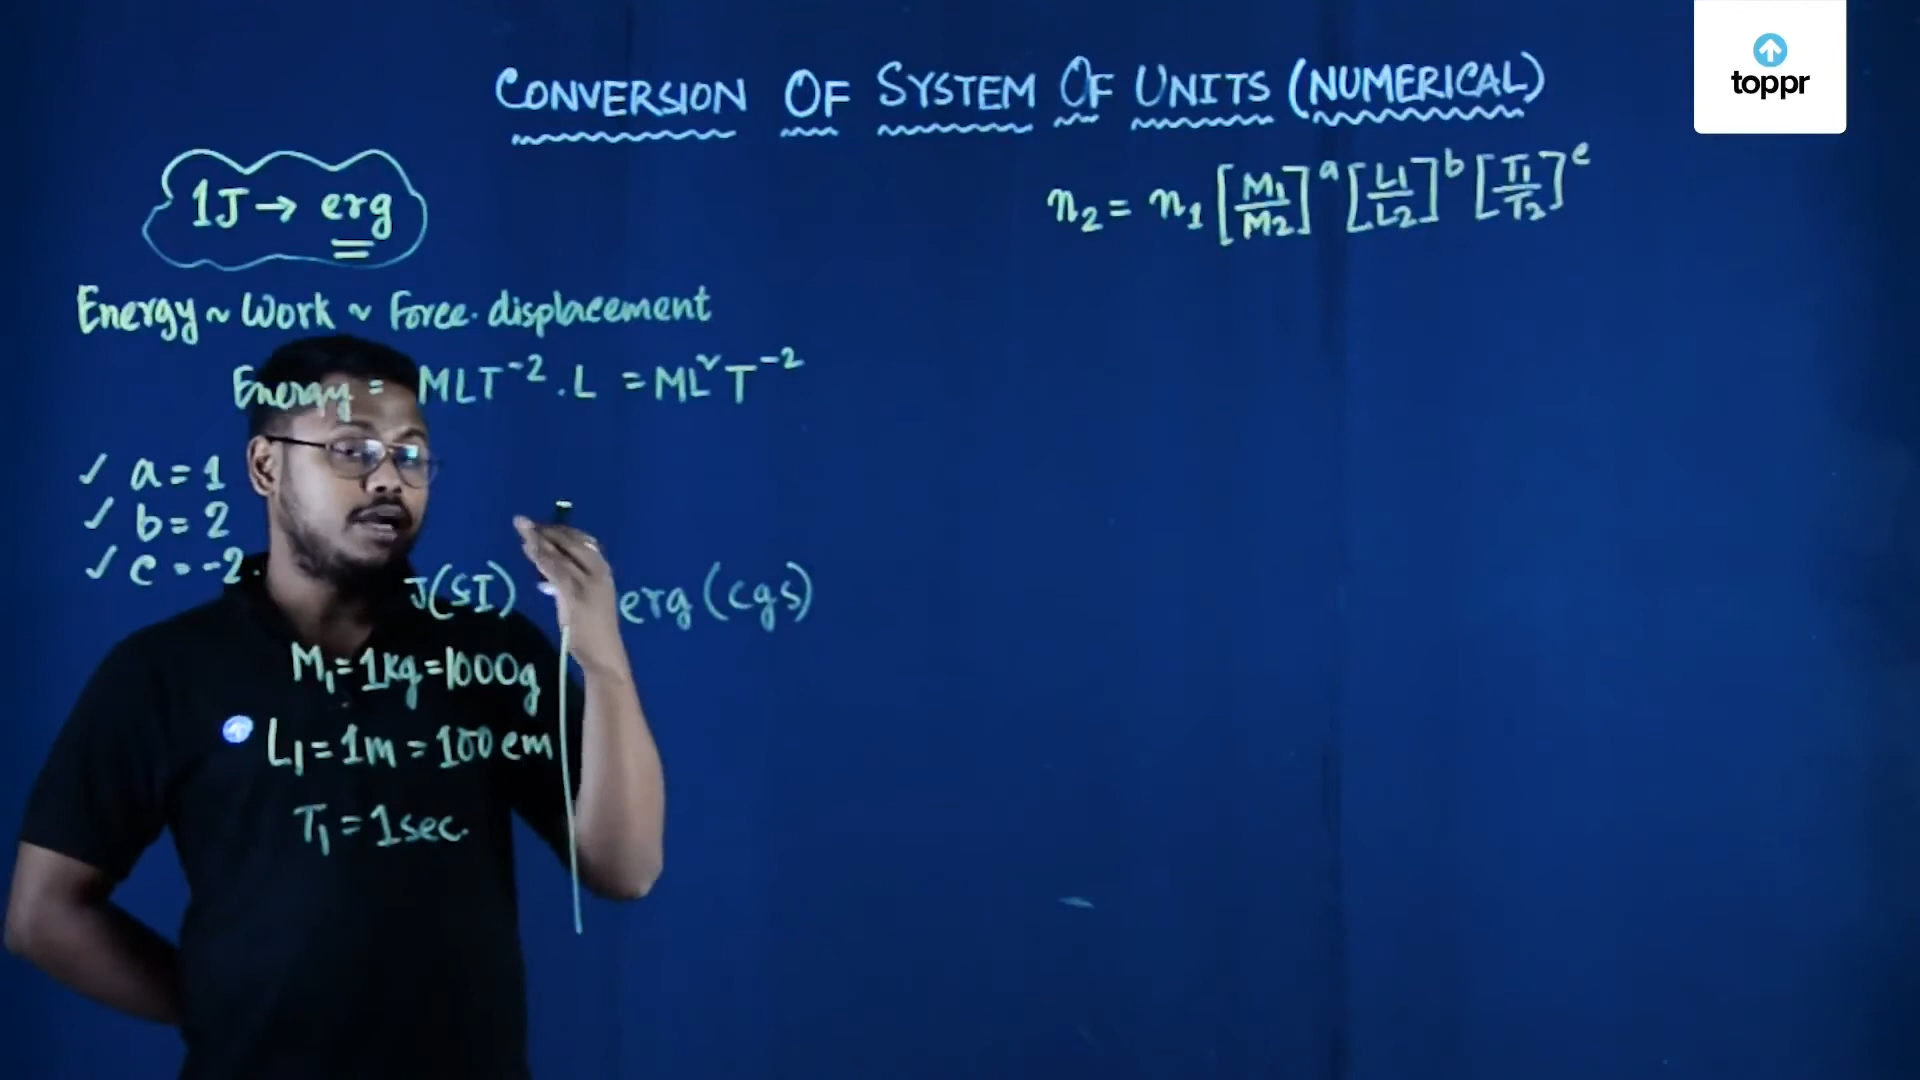 CONVERSION OF SYSTEM OF UNITS (NUMERICAL)
toppr
1J → erg
n₂ = n₁ [M₁/M₂]ᵃ [L₁/L₂]ᵇ [T₁/T₂]ᶜ
Energy ~ Work ~ Force. displacement
Energy = MLT⁻² . L = ML²T⁻²
✓ a = 1
✓ b = 2
✓ c = -2.
J(SI) erg (cgs)
M₁ = 1kg = 1000g
L₁ = 1m = 100 cm
T₁ = 1sec.